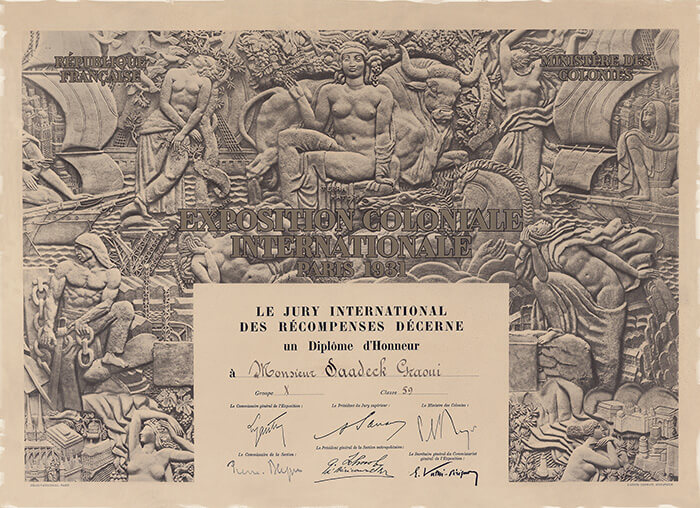 RÉPUBLIQUE
FRANÇAISE
MINISTÈRE DES
COLONIES
EXPOSITION COLONIALE
INTERNATIONALE
PARIS 1931
LE JURY INTERNATIONAL
DES RÉCOMPENSES DÉCERNE
un Diplôme d'Honneur
à Monsieur Saadeck Graoui
Groupe X Classe 59
Le Commissaire général de l'Exposition : Le Président du Jury supérieur : Le Ministre des Colonies :
Le Commissaire de la Section : Le Président général de la Section métropolitaine : Le Secrétaire général du Commissariat
général de l'Exposition :